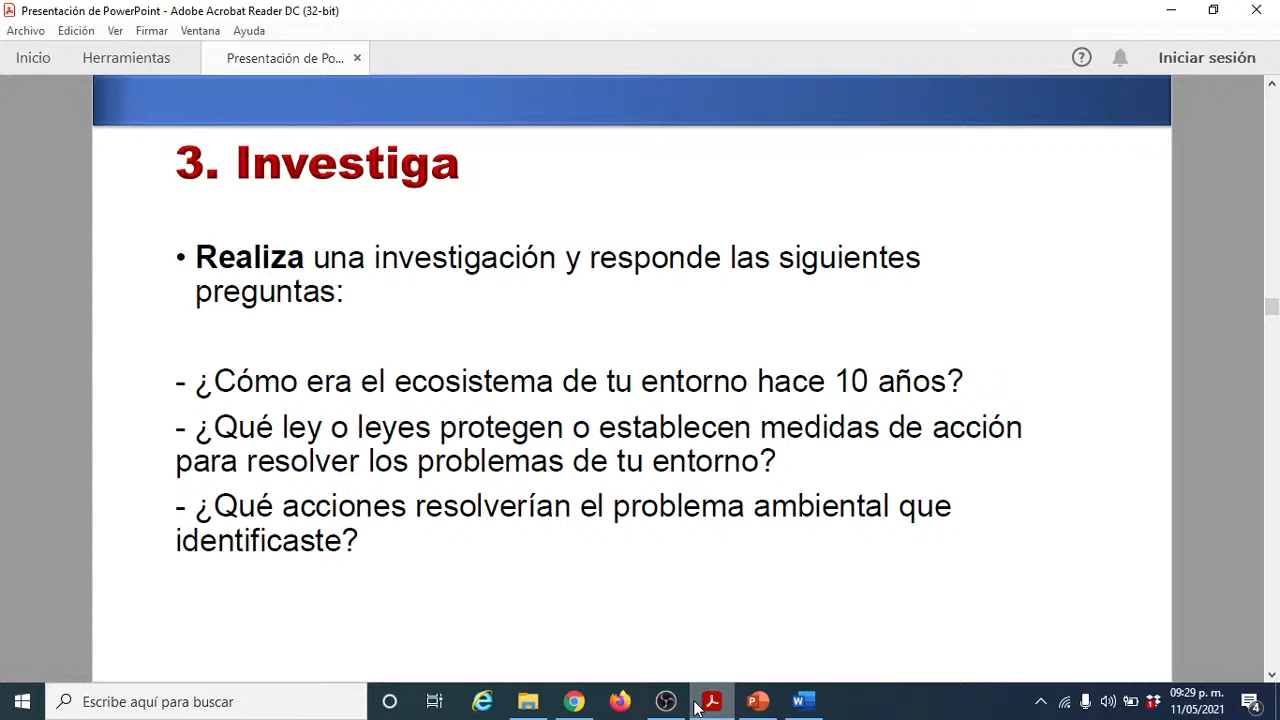 Presentación de PowerPoint - Adobe Acrobat Reader DC (32-bit)
Archivo Edición Ver Firmar Ventana Ayuda
Inicio Herramientas Presentación de Po... × Iniciar sesión
3. Investiga
• Realiza una investigación y responde las siguientes
preguntas:
- ¿Cómo era el ecosistema de tu entorno hace 10 años?
- ¿Qué ley o leyes protegen o establecen medidas de acción
para resolver los problemas de tu entorno?
- ¿Qué acciones resolverían el problema ambiental que
identificaste?
Escribe aquí para buscar
09:29 p. m.
11/05/2021
4